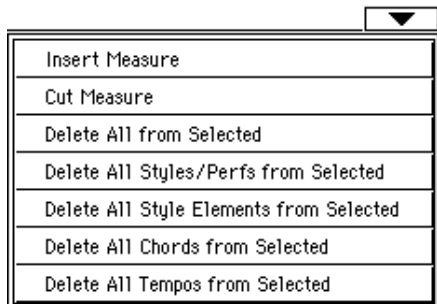 Insert Measure
Cut Measure
Delete All from Selected
Delete All Styles/Perfs from Selected
Delete All Style Elements from Selected
Delete All Chords from Selected
Delete All Tempos from Selected